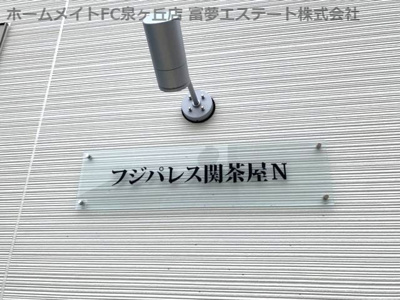 ホームメイトFC泉ヶ丘店 富夢エステート株式会社
フジパレス関茶屋N